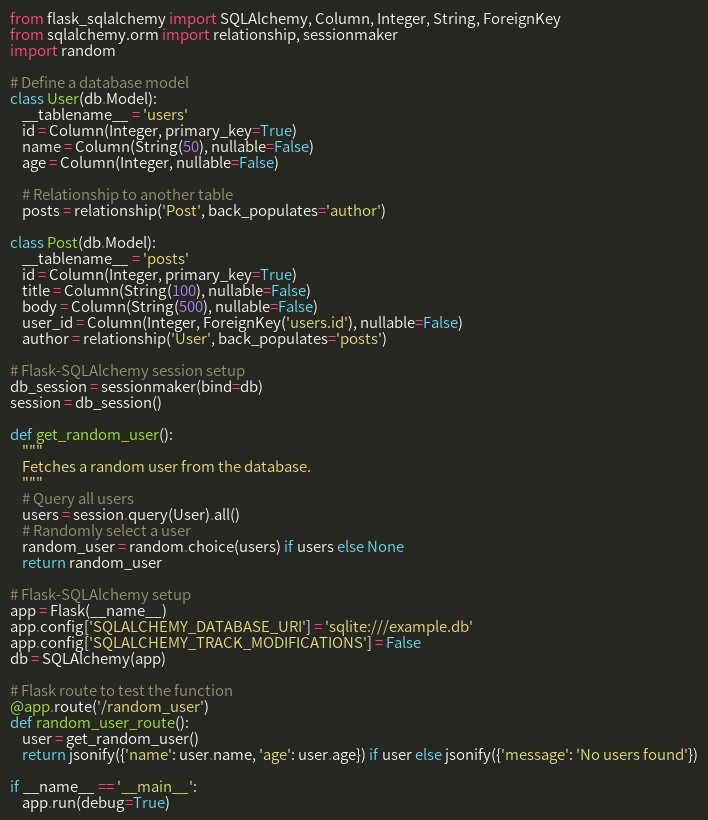 from flask_sqlalchemy import SQLAlchemy, Column, Integer, String, ForeignKey
from sqlalchemy.orm import relationship, sessionmaker
import random

# Define a database model
class User(db.Model):
    __tablename__ = 'users'
    id = Column(Integer, primary_key=True)
    name = Column(String(50), nullable=False)
    age = Column(Integer, nullable=False)

    # Relationship to another table
    posts = relationship('Post', back_populates='author')

class Post(db.Model):
    __tablename__ = 'posts'
    id = Column(Integer, primary_key=True)
    title = Column(String(100), nullable=False)
    body = Column(String(500), nullable=False)
    user_id = Column(Integer, ForeignKey('users.id'), nullable=False)
    author = relationship('User', back_populates='posts')

# Flask-SQLAlchemy session setup
db_session = sessionmaker(bind=db)
session = db_session()

def get_random_user():
    """
    Fetches a random user from the database.
    """
    # Query all users
    users = session.query(User).all()
    # Randomly select a user
    random_user = random.choice(users) if users else None
    return random_user

# Flask-SQLAlchemy setup
app = Flask(__name__)
app.config['SQLALCHEMY_DATABASE_URI'] = 'sqlite:///example.db'
app.config['SQLALCHEMY_TRACK_MODIFICATIONS'] = False
db = SQLAlchemy(app)

# Flask route to test the function
@app.route('/random_user')
def random_user_route():
    user = get_random_user()
    return jsonify({'name': user.name, 'age': user.age}) if user else jsonify({'message': 'No users found'})

if __name__ == '__main__':
    app.run(debug=True)